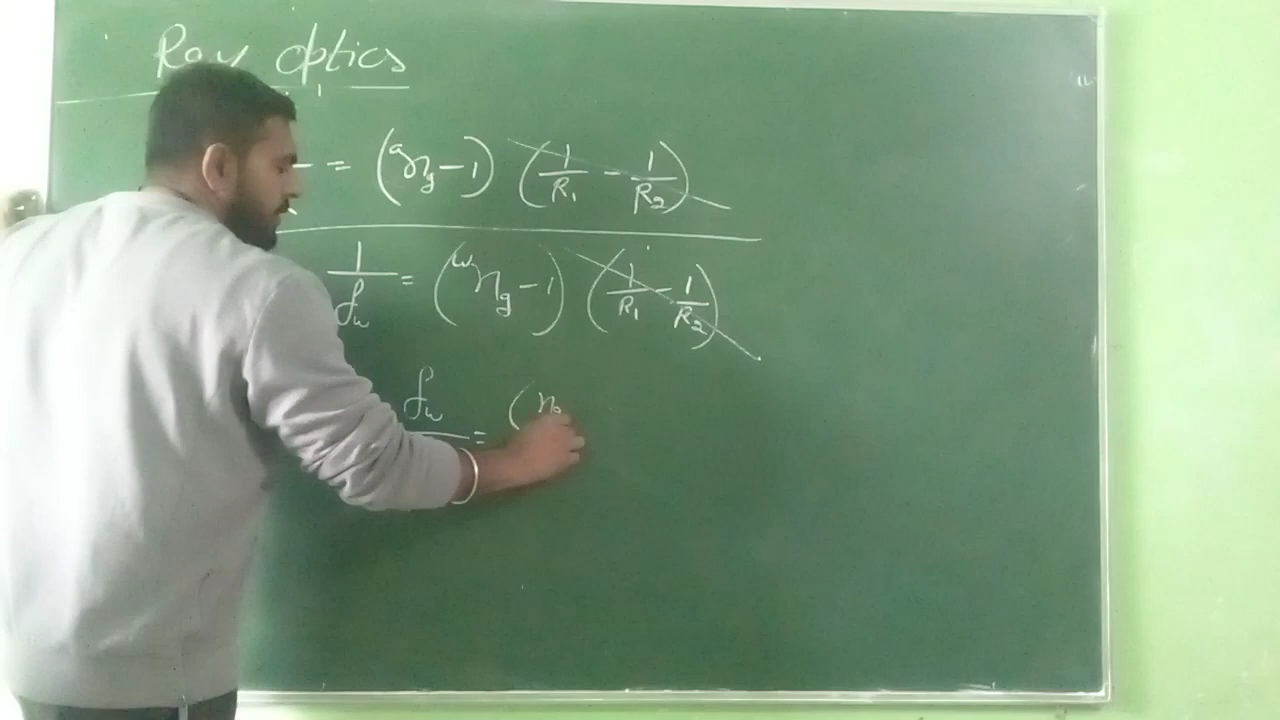 Ray optics
= (ᵃn_g − 1) (1/R₁ − 1/R₂)
1/f_w = (ʷn_g − 1) (1/R₁ − 1/R₂)
f_w = (n